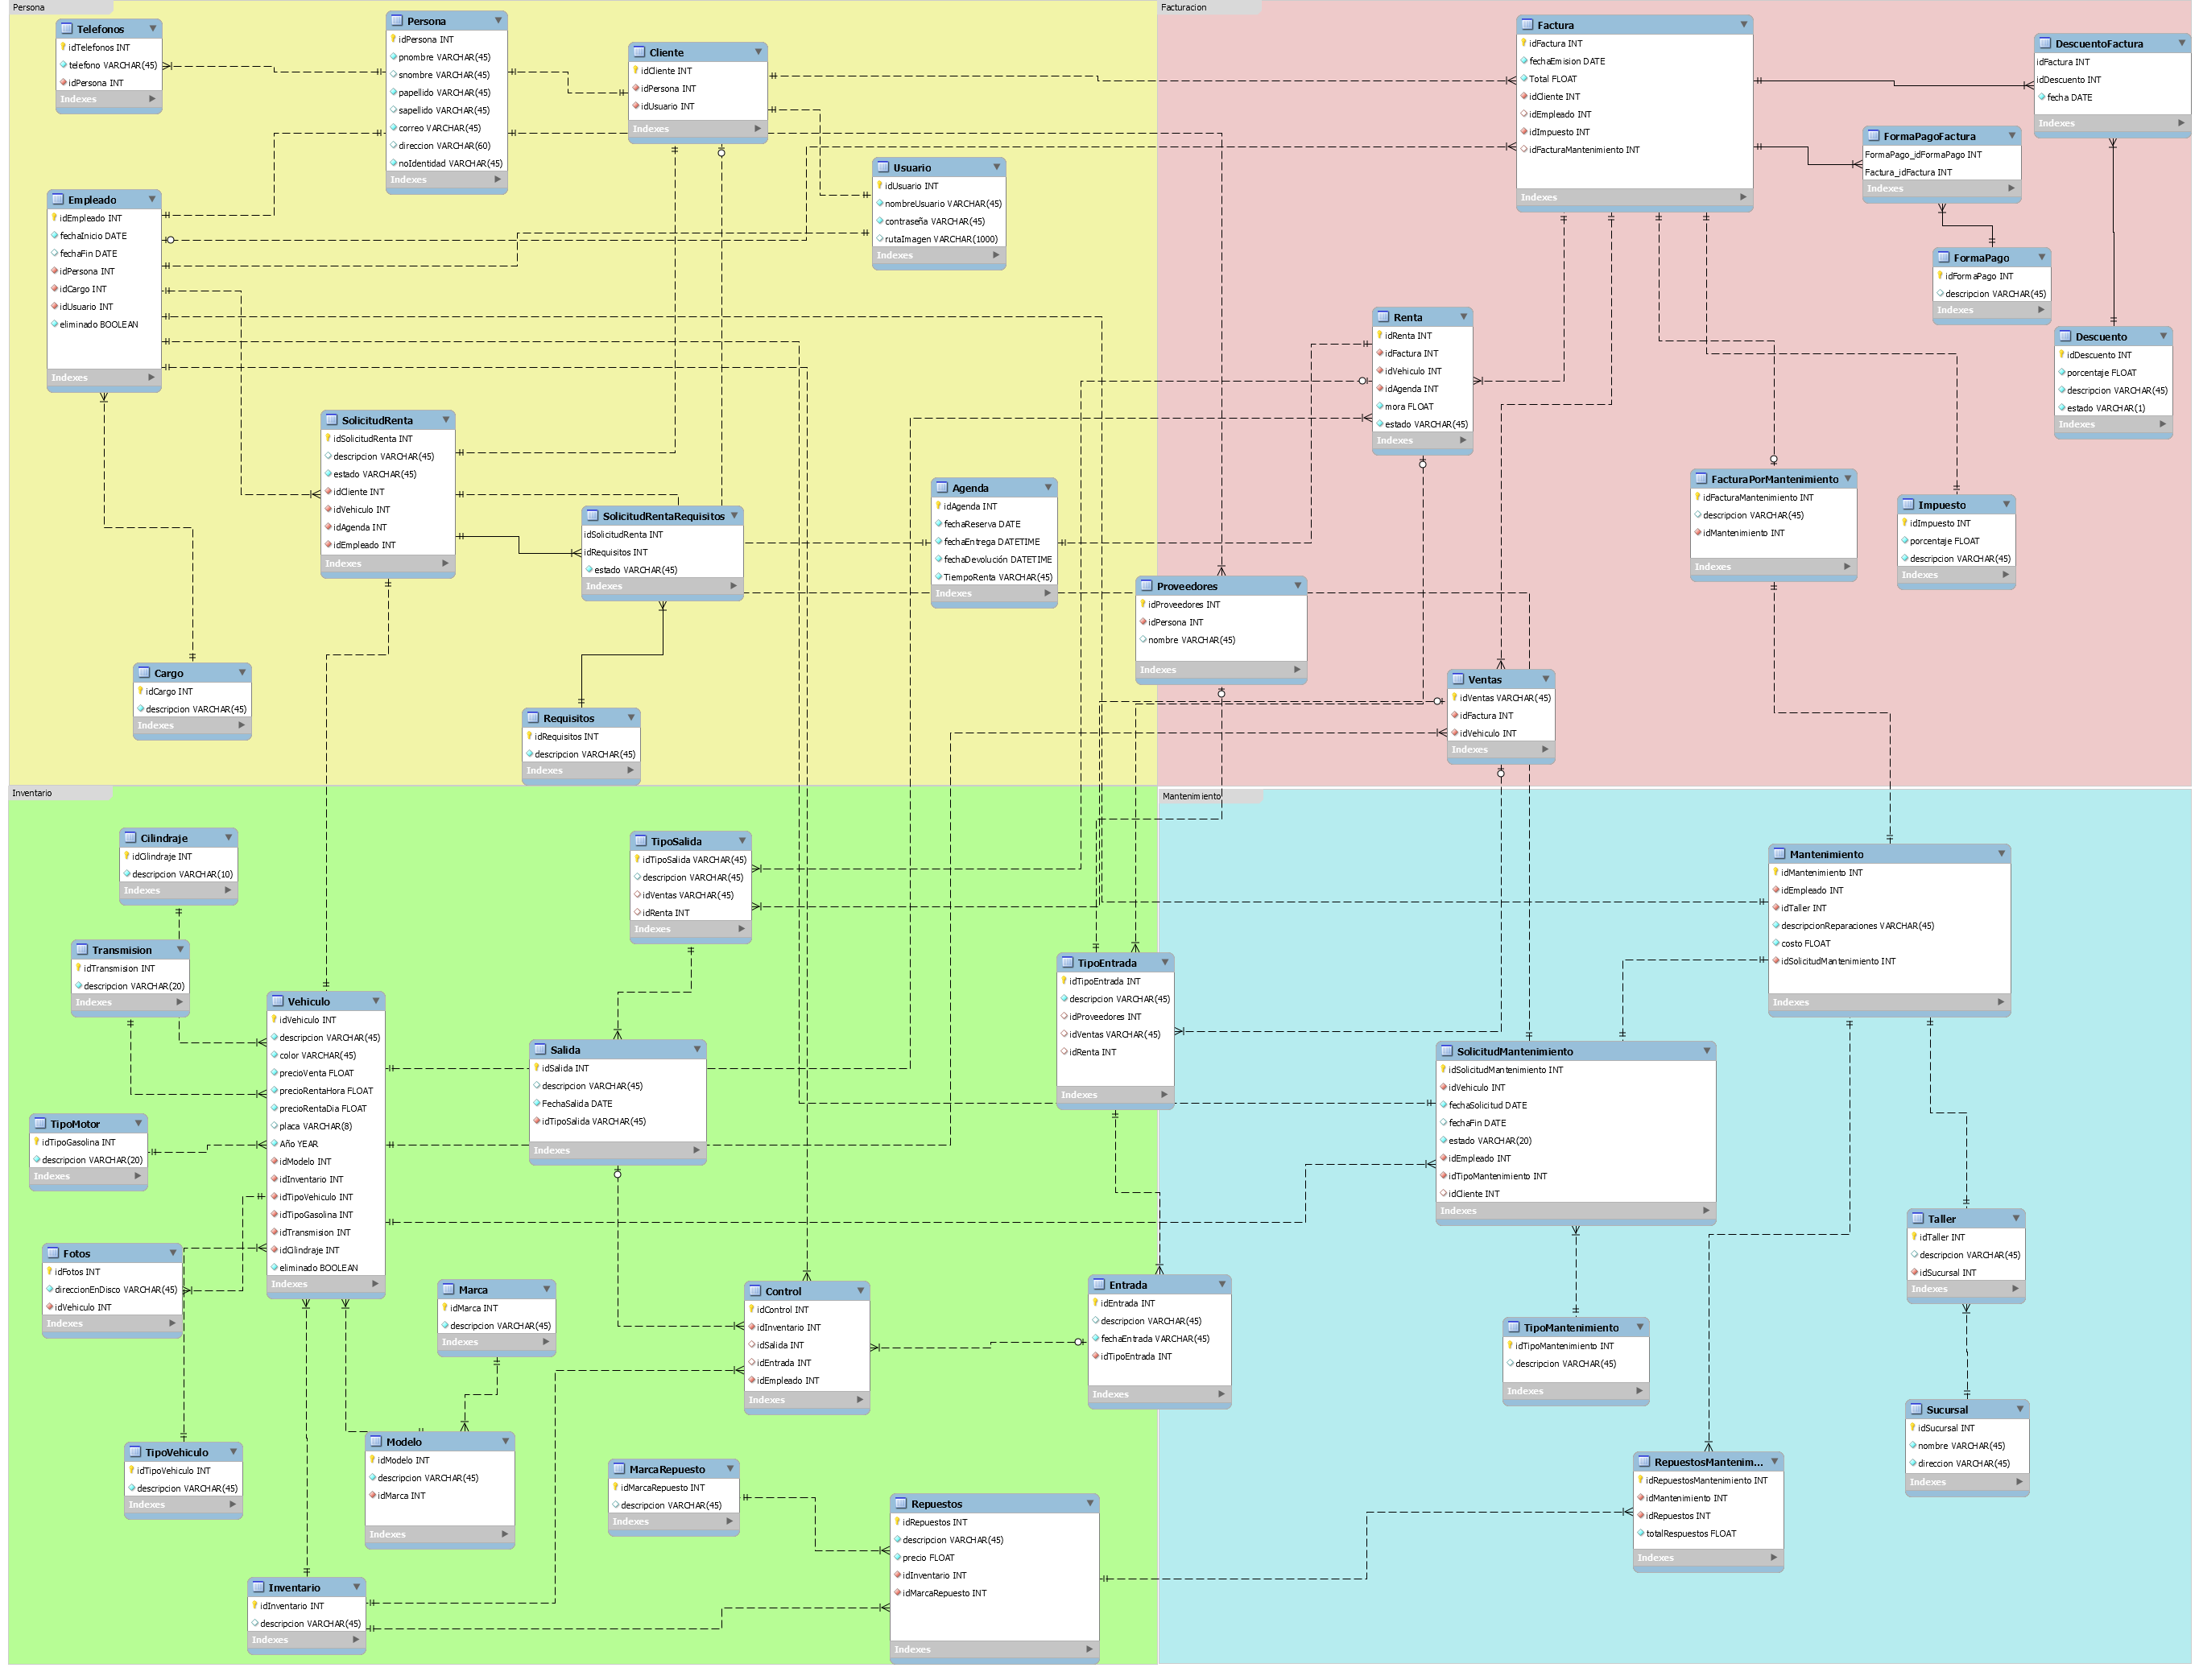 Persona
Telefonos
idTelefonos INT
telefono VARCHAR(45)
idPersona INT
Indexes
Persona
idPersona INT
pnombre VARCHAR(45)
snombre VARCHAR(45)
papellido VARCHAR(45)
sapellido VARCHAR(45)
correo VARCHAR(45)
direccion VARCHAR(60)
noIdentidad VARCHAR(45)
Indexes
Cliente
idCliente INT
idPersona INT
idUsuario INT
Indexes
Usuario
idUsuario INT
nombreUsuario VARCHAR(45)
contraseña VARCHAR(45)
rutaImagen VARCHAR(1000)
Indexes
Empleado
idEmpleado INT
fechaInicio DATE
fechaFin DATE
idPersona INT
idCargo INT
idUsuario INT
eliminado BOOLEAN
Indexes
SolicitudRenta
idSolicitudRenta INT
descripcion VARCHAR(45)
estado VARCHAR(45)
idCliente INT
idVehiculo INT
idAgenda INT
idEmpleado INT
Indexes
SolicitudRentaRequisitos
idSolicitudRenta INT
idRequisitos INT
estado VARCHAR(45)
Indexes
Agenda
idAgenda INT
fechaReserva DATE
fechaEntrega DATETIME
fechaDevolución DATETIME
TiempoRenta VARCHAR(45)
Indexes
Cargo
idCargo INT
descripcion VARCHAR(45)
Indexes
Requisitos
idRequisitos INT
descripcion VARCHAR(45)
Indexes
Facturacion
Factura
idFactura INT
fechaEmision DATE
Total FLOAT
idCliente INT
idEmpleado INT
idImpuesto INT
idFacturaMantenimiento INT
Indexes
DescuentoFactura
idFactura INT
idDescuento INT
fecha DATE
Indexes
FormaPagoFactura
FormaPago_idFormaPago INT
Factura_idFactura INT
Indexes
FormaPago
idFormaPago INT
descripcion VARCHAR(45)
Indexes
Descuento
idDescuento INT
porcentaje FLOAT
descripcion VARCHAR(45)
estado VARCHAR(1)
Indexes
Renta
idRenta INT
idFactura INT
idVehiculo INT
idAgenda INT
mora FLOAT
estado VARCHAR(45)
Indexes
FacturaPorMantenimiento
idFacturaMantenimiento INT
descripcion VARCHAR(45)
idMantenimiento INT
Indexes
Impuesto
idImpuesto INT
porcentaje FLOAT
descripcion VARCHAR(45)
Indexes
Proveedores
idProveedores INT
idPersona INT
nombre VARCHAR(45)
Indexes
Ventas
idVentas VARCHAR(45)
idFactura INT
idVehiculo INT
Indexes
Inventario
Cilindraje
idCilindraje INT
descripcion VARCHAR(10)
Indexes
Transmision
idTransmision INT
descripcion VARCHAR(20)
Indexes
TipoMotor
idTipoGasolina INT
descripcion VARCHAR(20)
Indexes
Fotos
idFotos INT
direccionEnDisco VARCHAR(45)
idVehiculo INT
Indexes
TipoVehiculo
idTipoVehiculo INT
descripcion VARCHAR(45)
Indexes
Vehiculo
idVehiculo INT
descripcion VARCHAR(45)
color VARCHAR(45)
precioVenta FLOAT
precioRentaHora FLOAT
precioRentaDia FLOAT
placa VARCHAR(8)
Año YEAR
idModelo INT
idInventario INT
idTipoVehiculo INT
idTipoGasolina INT
idTransmision INT
idCilindraje INT
eliminado BOOLEAN
Indexes
TipoSalida
idTipoSalida VARCHAR(45)
descripcion VARCHAR(45)
idVentas VARCHAR(45)
idRenta INT
Indexes
Salida
idSalida INT
descripcion VARCHAR(45)
FechaSalida DATE
idTipoSalida VARCHAR(45)
Indexes
TipoEntrada
idTipoEntrada INT
descripcion VARCHAR(45)
idProveedores INT
idVentas VARCHAR(45)
idRenta INT
Indexes
Marca
idMarca INT
descripcion VARCHAR(45)
Indexes
Control
idControl INT
idInventario INT
idSalida INT
idEntrada INT
idEmpleado INT
Indexes
Entrada
idEntrada INT
descripcion VARCHAR(45)
fechaEntrada VARCHAR(45)
idTipoEntrada INT
Indexes
Modelo
idModelo INT
descripcion VARCHAR(45)
idMarca INT
Indexes
MarcaRepuesto
idMarcaRepuesto INT
descripcion VARCHAR(45)
Indexes
Repuestos
idRepuestos INT
descripcion VARCHAR(45)
precio FLOAT
idInventario INT
idMarcaRepuesto INT
Indexes
Inventario
idInventario INT
descripcion VARCHAR(45)
Indexes
Mantenimiento
Mantenimiento
idMantenimiento INT
idEmpleado INT
idTaller INT
descripcionReparaciones VARCHAR(45)
costo FLOAT
idSolicitudMantenimiento INT
Indexes
SolicitudMantenimiento
idSolicitudMantenimiento INT
idVehiculo INT
fechaSolicitud DATE
fechaFin DATE
estado VARCHAR(20)
idEmpleado INT
idTipoMantenimiento INT
idCliente INT
Indexes
Taller
idTaller INT
descripcion VARCHAR(45)
idSucursal INT
Indexes
TipoMantenimiento
idTipoMantenimiento INT
descripcion VARCHAR(45)
Indexes
Sucursal
idSucursal INT
nombre VARCHAR(45)
direccion VARCHAR(45)
Indexes
RepuestosMantenim...
idRepuestosMantenimiento INT
idMantenimiento INT
idRepuestos INT
totalRespuestos FLOAT
Indexes